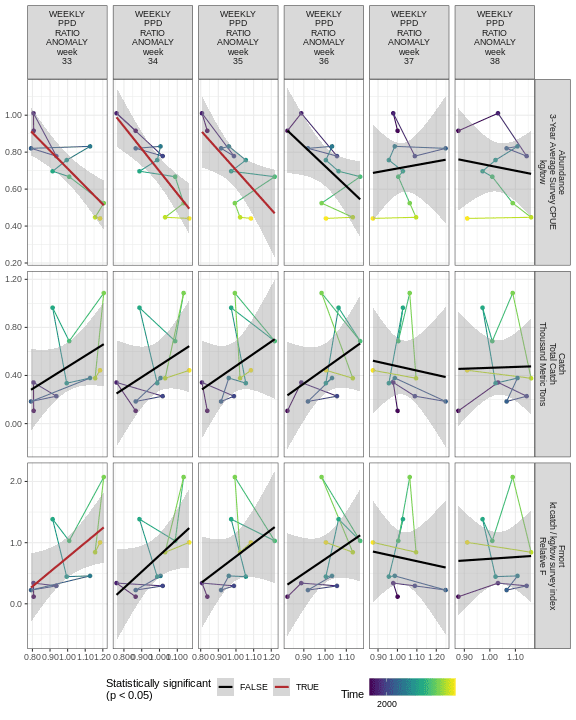 WEEKLY
PPD
RATIO
ANOMALY
week
33
WEEKLY
PPD
RATIO
ANOMALY
week
34
WEEKLY
PPD
RATIO
ANOMALY
week
35
WEEKLY
PPD
RATIO
ANOMALY
week
36
WEEKLY
PPD
RATIO
ANOMALY
week
37
WEEKLY
PPD
RATIO
ANOMALY
week
38
1.00
0.80
0.60
0.40
0.20
Abundance
3-Year Average Survey CPUE
kg/tow
1.20
0.80
0.40
0.00
Catch
Total Catch
Thousand Metric Tons
2.0
1.0
0.0
Fmort
kt catch / kg/tow survey index
Relative F
0.80 0.90 1.00 1.10 1.20
0.80 0.90 1.00 1.10
0.80 0.90 1.00 1.10 1.20
0.90 1.00 1.10
0.90 1.00 1.10 1.20
0.90 1.00 1.10
Statistically significant
(p < 0.05)
FALSE
TRUE
Time
2000